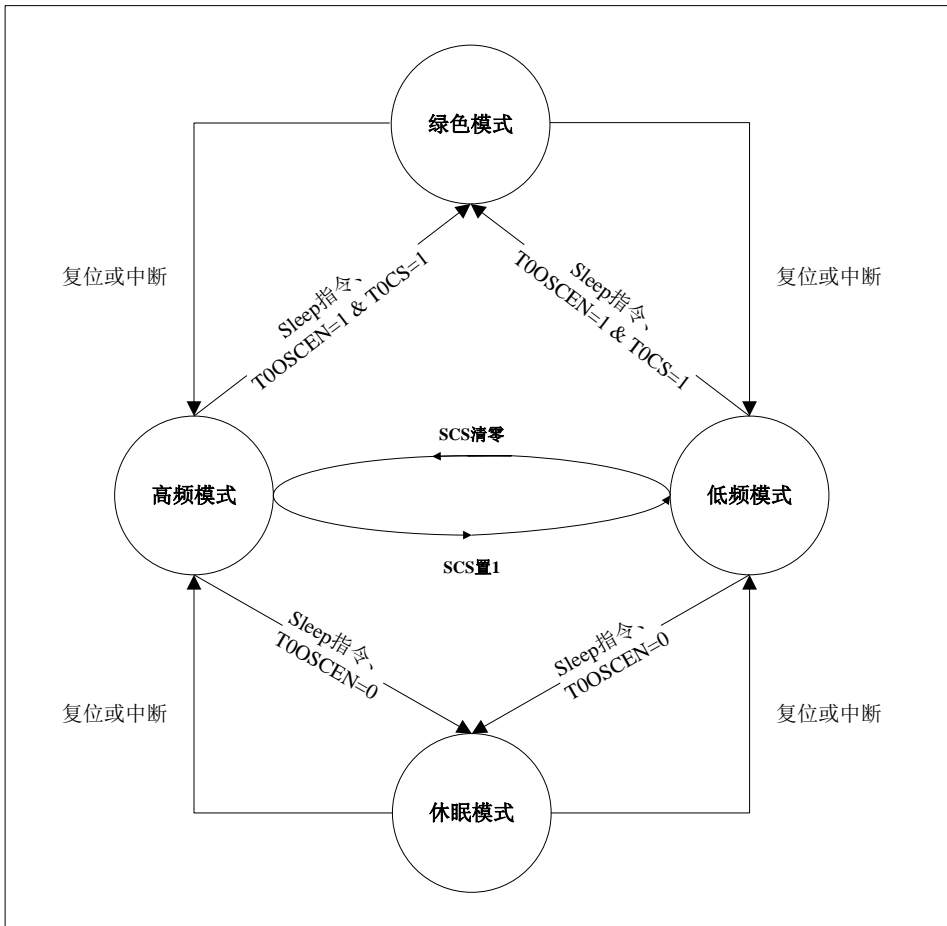 绿色模式
复位或中断
Sleep指令、
T0OSCEN=1 & T0CS=1
Sleep指令、
T0OSCEN=1 & T0CS=1
复位或中断
SCS清零
高频模式
低频模式
SCS置1
Sleep指令、
T0OSCEN=0
Sleep指令、
T0OSCEN=0
复位或中断
复位或中断
休眠模式